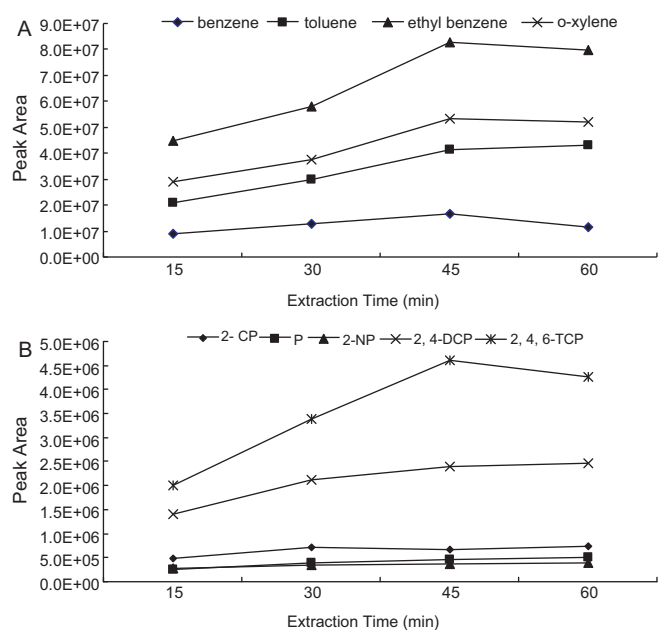 A
benzene toluene ethyl benzene o-xylene
9.0E+07
8.0E+07
7.0E+07
6.0E+07
5.0E+07
4.0E+07
3.0E+07
2.0E+07
1.0E+07
0.0E+00
Peak Area
15 30 45 60
Extraction Time (min)
B
2- CP P 2-NP 2, 4-DCP 2, 4, 6-TCP
5.0E+06
4.5E+06
4.0E+06
3.5E+06
3.0E+06
2.5E+06
2.0E+06
1.5E+06
1.0E+06
5.0E+05
0.0E+00
Peak Area
15 30 45 60
Extraction Time (min)